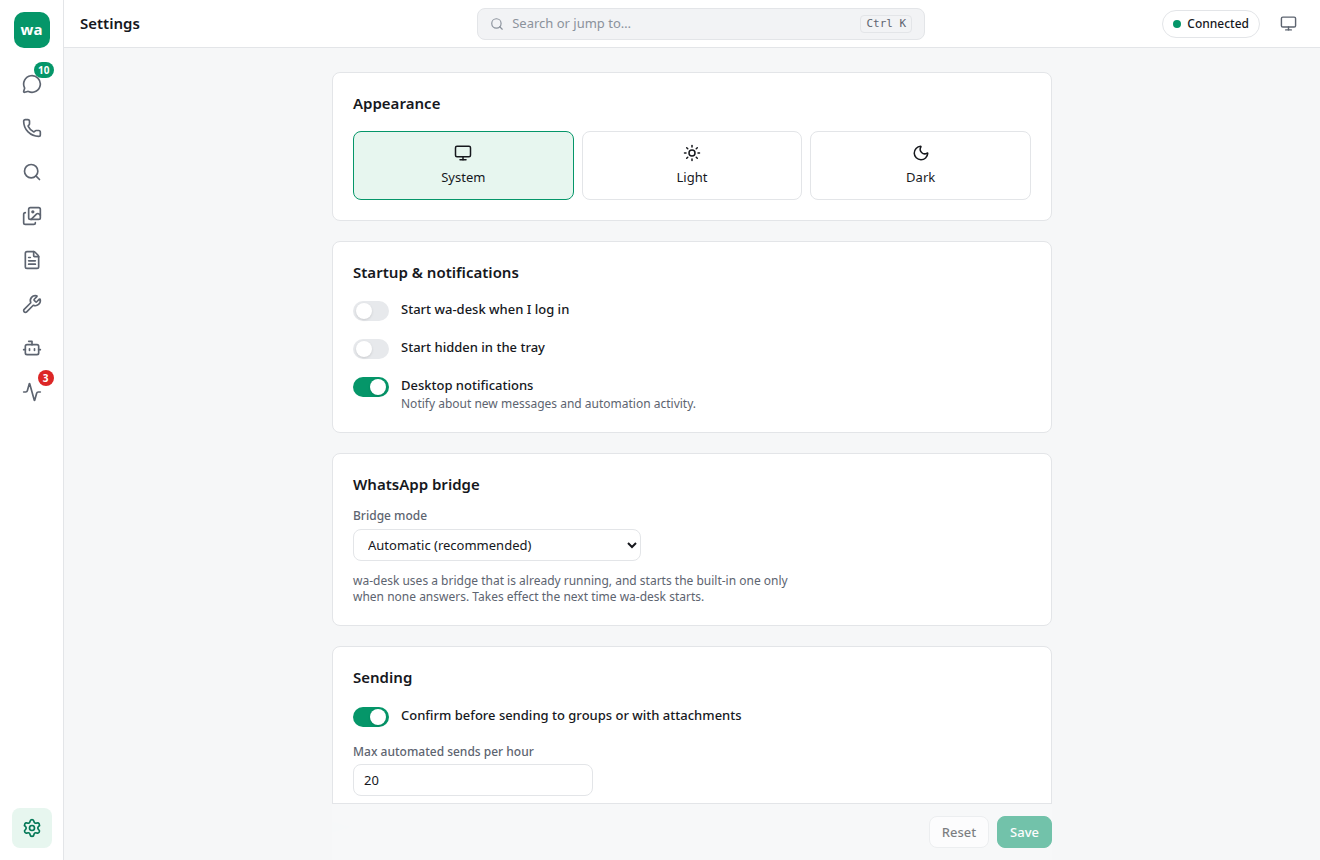 wa
Settings
Search or jump to...
Ctrl K
Connected
10
3
Appearance
System
Light
Dark
Startup & notifications
Start wa-desk when I log in
Start hidden in the tray
Desktop notifications
Notify about new messages and automation activity.
WhatsApp bridge
Bridge mode
Automatic (recommended)
wa-desk uses a bridge that is already running, and starts the built-in one only
when none answers. Takes effect the next time wa-desk starts.
Sending
Confirm before sending to groups or with attachments
Max automated sends per hour
20
Reset
Save